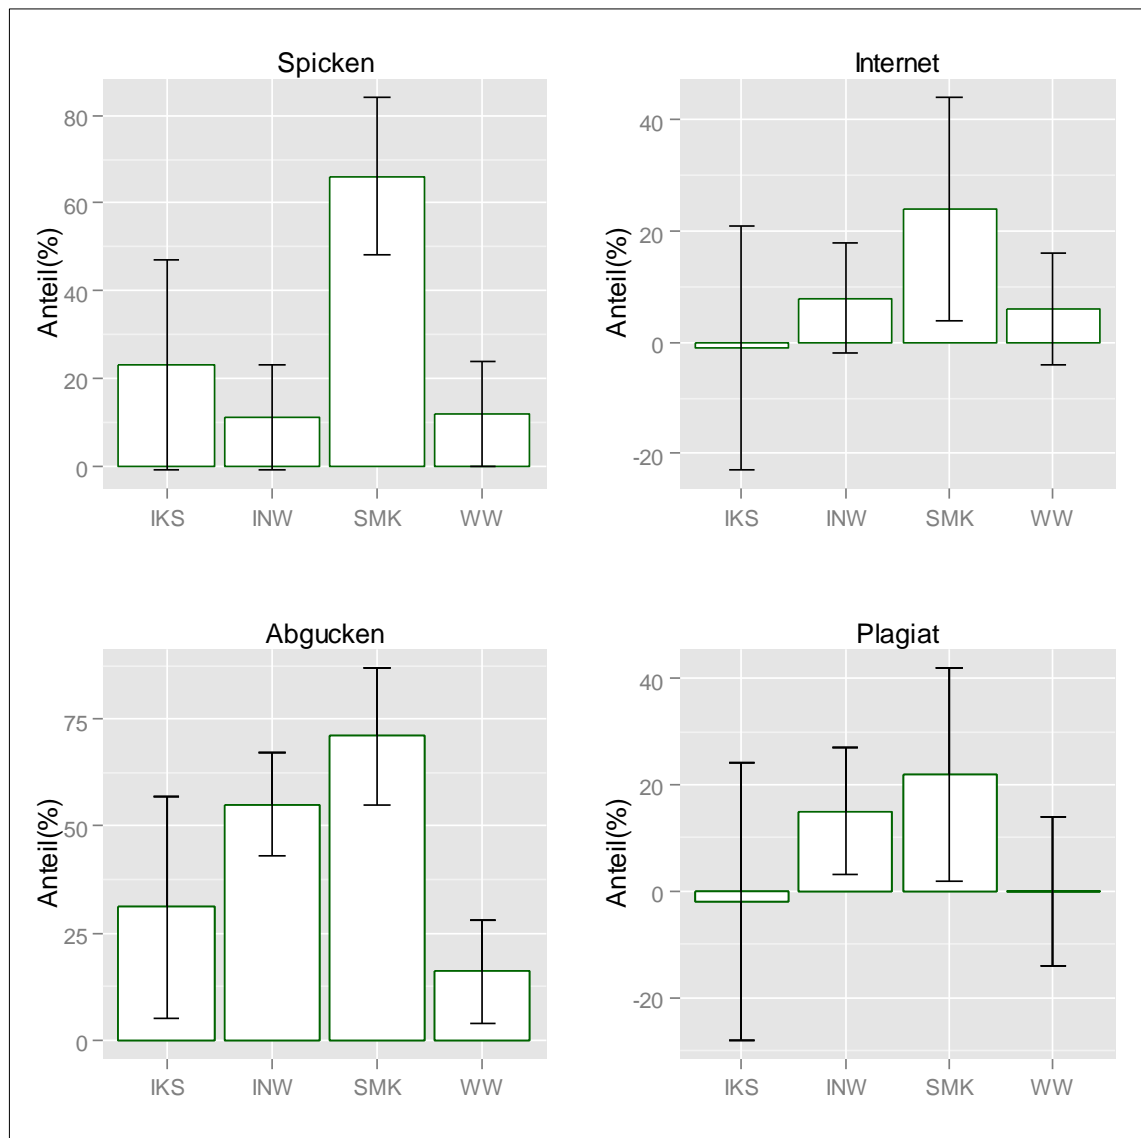 Spicken
Anteil(%)
80
60
40
20
0
IKS INW SMK WW
Internet
Anteil(%)
40
20
0
-20
IKS INW SMK WW
Abgucken
Anteil(%)
75
50
25
0
IKS INW SMK WW
Plagiat
Anteil(%)
40
20
0
-20
IKS INW SMK WW